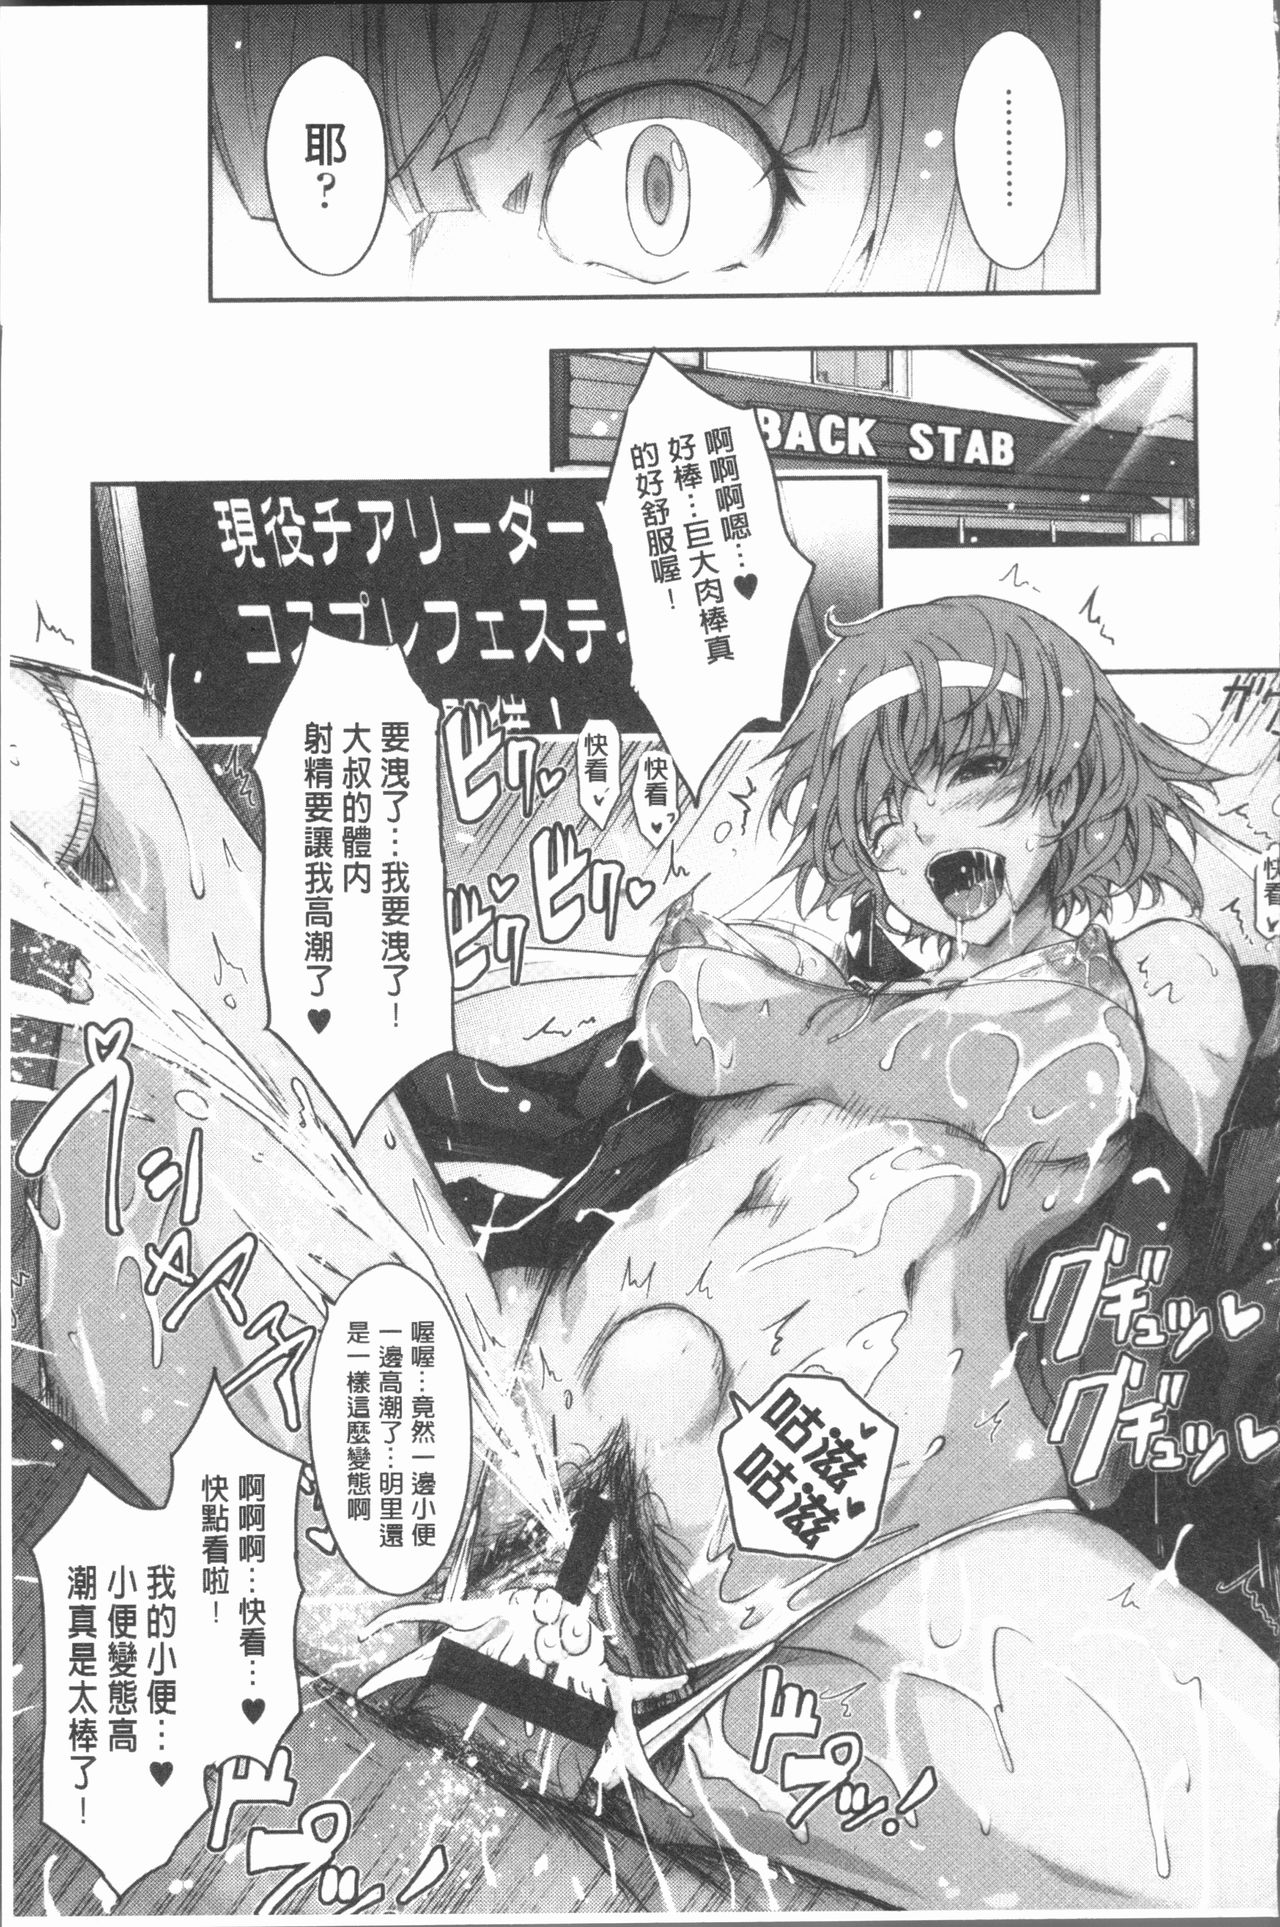 ………
耶?
BACK STAB
現役チアリーダー
コスプレフェスティ
啊啊啊嗯…♥
好棒…巨大肉棒真
的好舒服喔！
快看
快看
快看
要洩了…我要洩了！
大叔的體內
射精要讓我高潮了♥
ビクッ
ビク
ビク
グチュッ
グチュッ
咕滋
咕滋
喔喔…竟然一邊小便
一邊高潮了…明里還
是一樣這麼變態啊
啊啊啊…快看…♥
快點看啦！
我的小便…♥
小便變態高
潮真是太棒了！